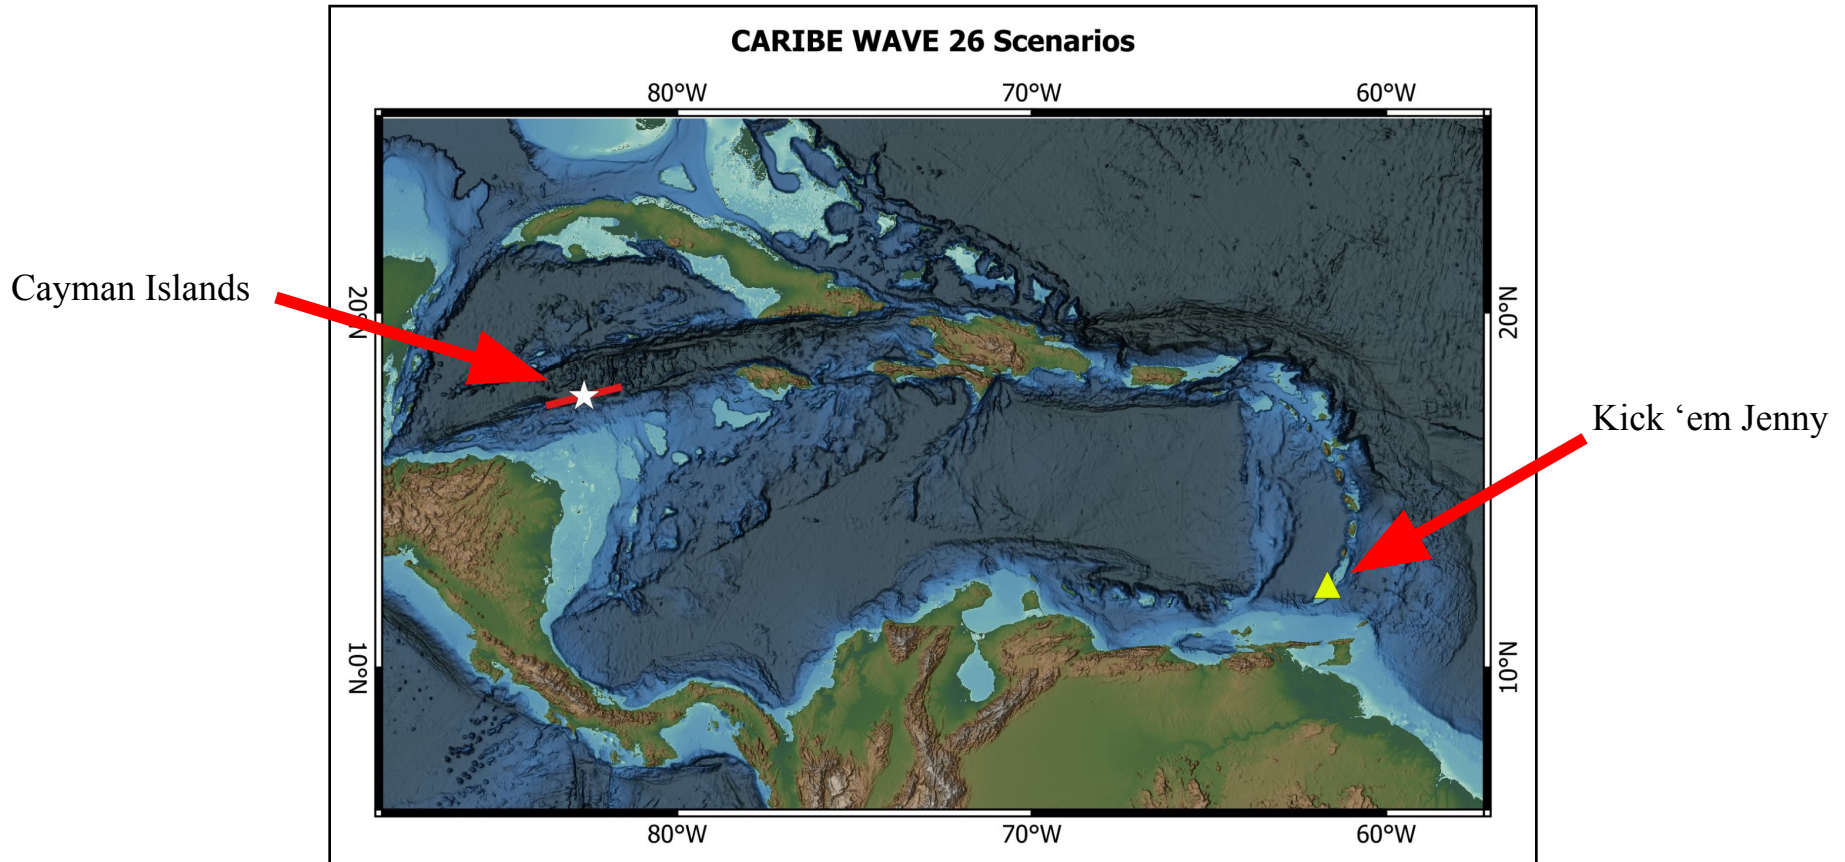 CARIBE WAVE 26 Scenarios
80°W 70°W 60°W
Cayman Islands
20°N
20°N
Kick ‘em Jenny
10°N
10°N
80°W 70°W 60°W